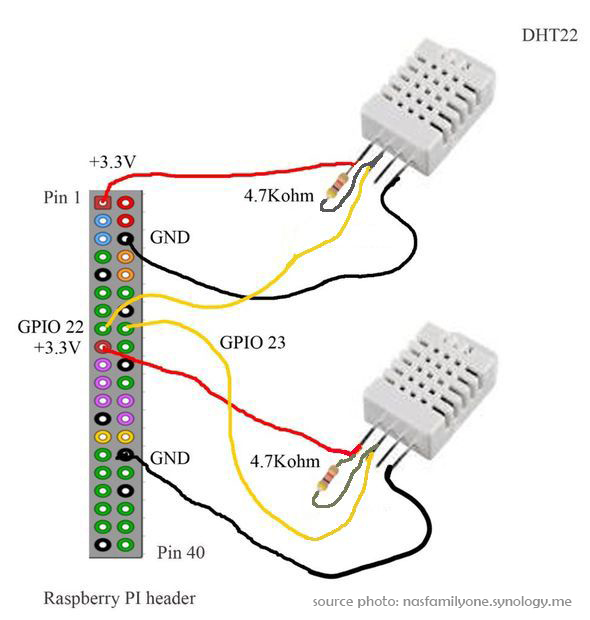 DHT22
+3.3V
Pin 1
4.7Kohm
GND
GPIO 22
GPIO 23
+3.3V
GND
4.7Kohm
Pin 40
Raspberry PI header
source photo: nasfamilyone.synology.me